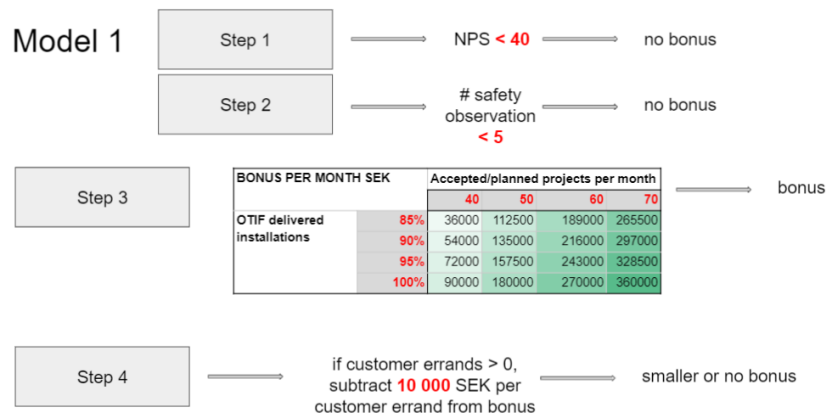 Model 1
Step 1
NPS < 40
no bonus
Step 2
# safety
observation
< 5
no bonus
Step 3
BONUS PER MONTH SEK Accepted/planned projects per month
40 50 60 70
OTIF delivered 85% 36000 112500 189000 265500
installations 90% 54000 135000 216000 297000
95% 72000 157500 243000 328500
100% 90000 180000 270000 360000
bonus
Step 4
if customer errands > 0,
subtract 10 000 SEK per
customer errand from bonus
smaller or no bonus